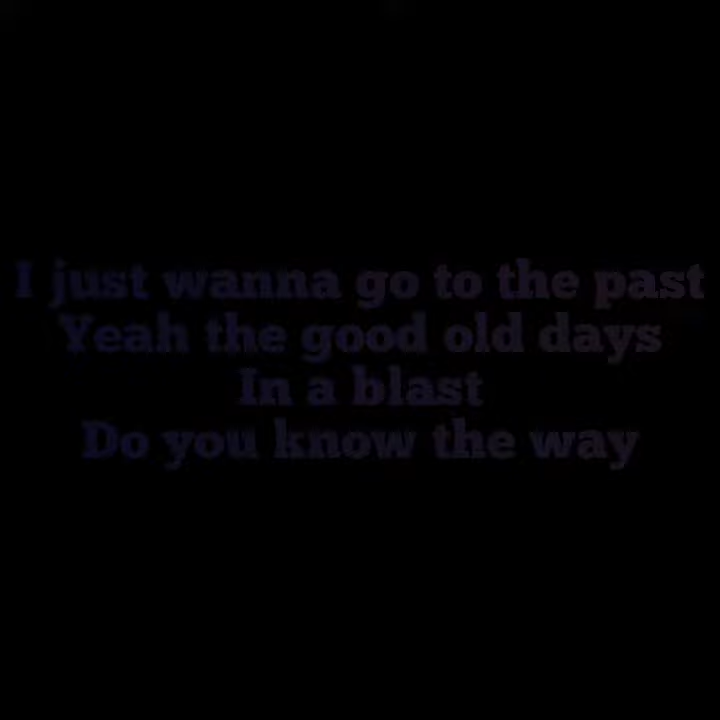 I just wanna go to the past
Yeah the good old days
In a blast
Do you know the way